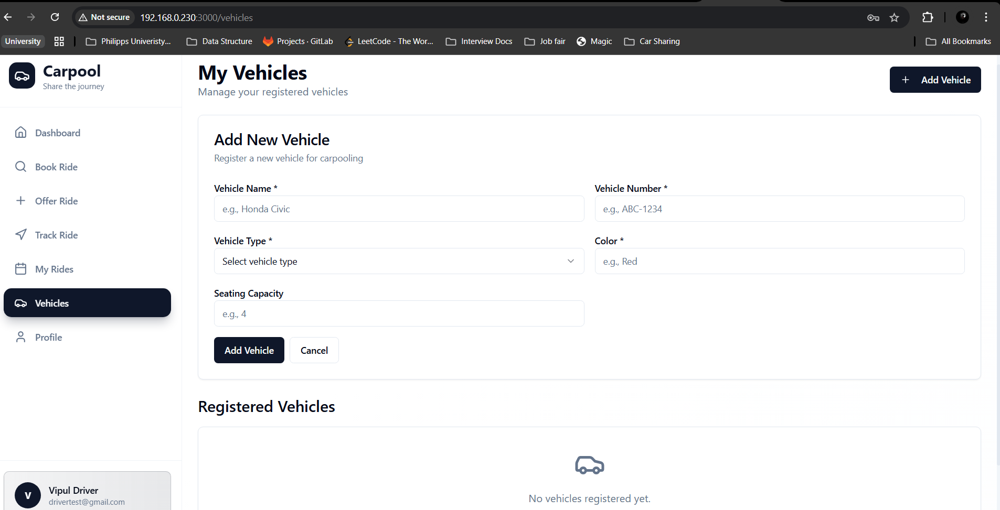 Not secure 192.168.0.230:3000/vehicles
University Philipps Univeristy... Data Structure Projects · GitLab LeetCode - The Wor... Interview Docs Job fair Magic Car Sharing All Bookmarks
Carpool
Share the journey
Dashboard
Book Ride
Offer Ride
Track Ride
My Rides
Vehicles
Profile
V
Vipul Driver
drivertest@gmail.com
My Vehicles
Manage your registered vehicles
+ Add Vehicle
Add New Vehicle
Register a new vehicle for carpooling
Vehicle Name * Vehicle Number *
e.g., Honda Civic e.g., ABC-1234
Vehicle Type * Color *
Select vehicle type e.g., Red
Seating Capacity
e.g., 4
Add Vehicle Cancel
Registered Vehicles
No vehicles registered yet.